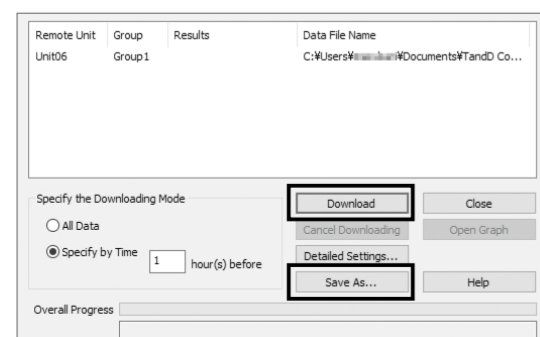 Remote Unit Group Results Data File Name
Unit06 Group1 C:¥Users¥ ¥Documents¥TandD Co...
Specify the Downloading Mode
Download Close
All Data
Cancel Downloading Open Graph
Specify by Time 1 hour(s) before
Detailed Settings...
Save As... Help
Overall Progress